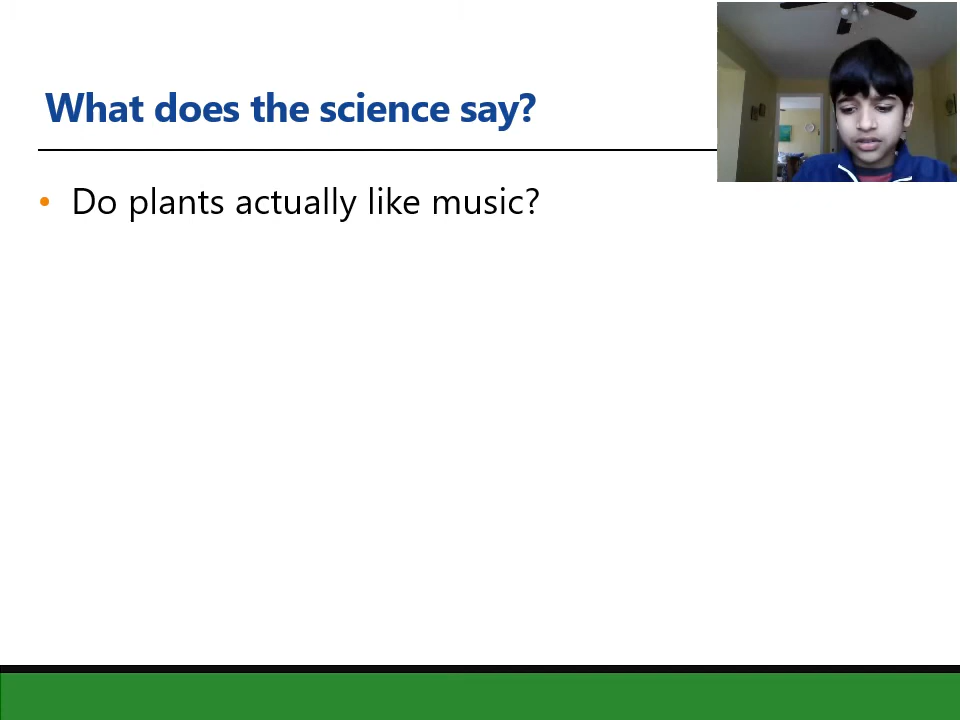 What does the science say?
• Do plants actually like music?